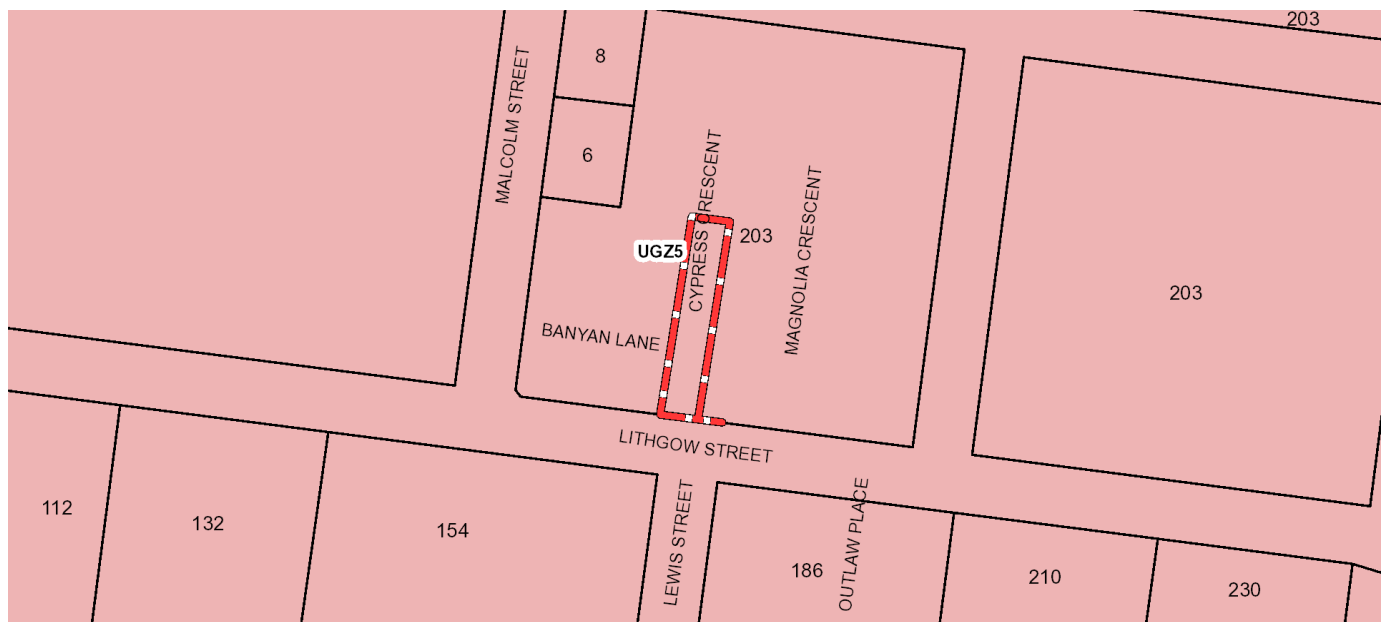 203
8
MALCOLM STREET
6
CYPRESS CRESCENT
MAGNOLIA CRESCENT
203
UGZ5
203
BANYAN LANE
LITHGOW STREET
112
132
154
LEWIS STREET
186
OUTLAW PLACE
210
230